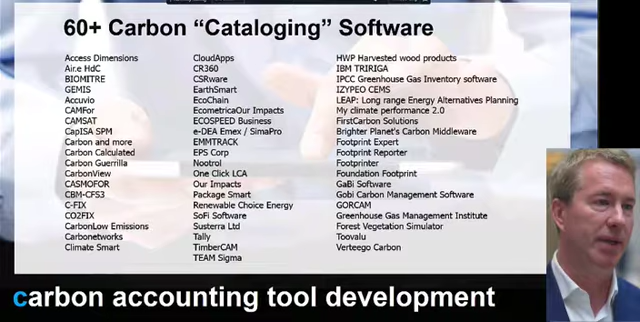 60+ Carbon “Cataloging” Software
Access Dimensions
Air.e HdC
BIOMITRE
GEMIS
Accuvio
CAMFor
CAMSAT
CapISA SPM
Carbon and more
Carbon Calculated
Carbon Guerrilla
CarbonView
CASMOFOR
CBM-CFS3
C-FIX
CO2FIX
CarbonLow Emissions
Carbonetworks
Climate Smart
CloudApps
CR360
CSRware
EarthSmart
EcoChain
EcometricaOur Impacts
ECOSPEED Business
e-DEA Emex / SimaPro
EMMTRACK
EPS Corp
Nootrol
One Click LCA
Our Impacts
Package Smart
Renewable Choice Energy
SoFi Software
Susterra Ltd
Tally
TimberCAM
TEAM Sigma
HWP Harvested wood products
IBM TRIRIGA
IPCC Greenhouse Gas Inventory software
IZYPEO CEMS
LEAP: Long range Energy Alternatives Planning
My climate performance 2.0
FirstCarbon Solutions
Brighter Planet's Carbon Middleware
Footprint Expert
Footprint Reporter
Footprinter
Foundation Footprint
GaBi Software
Gobi Carbon Management Software
GORCAM
Greenhouse Gas Management Institute
Forest Vegetation Simulator
Toovalu
Verteego Carbon
carbon accounting tool development